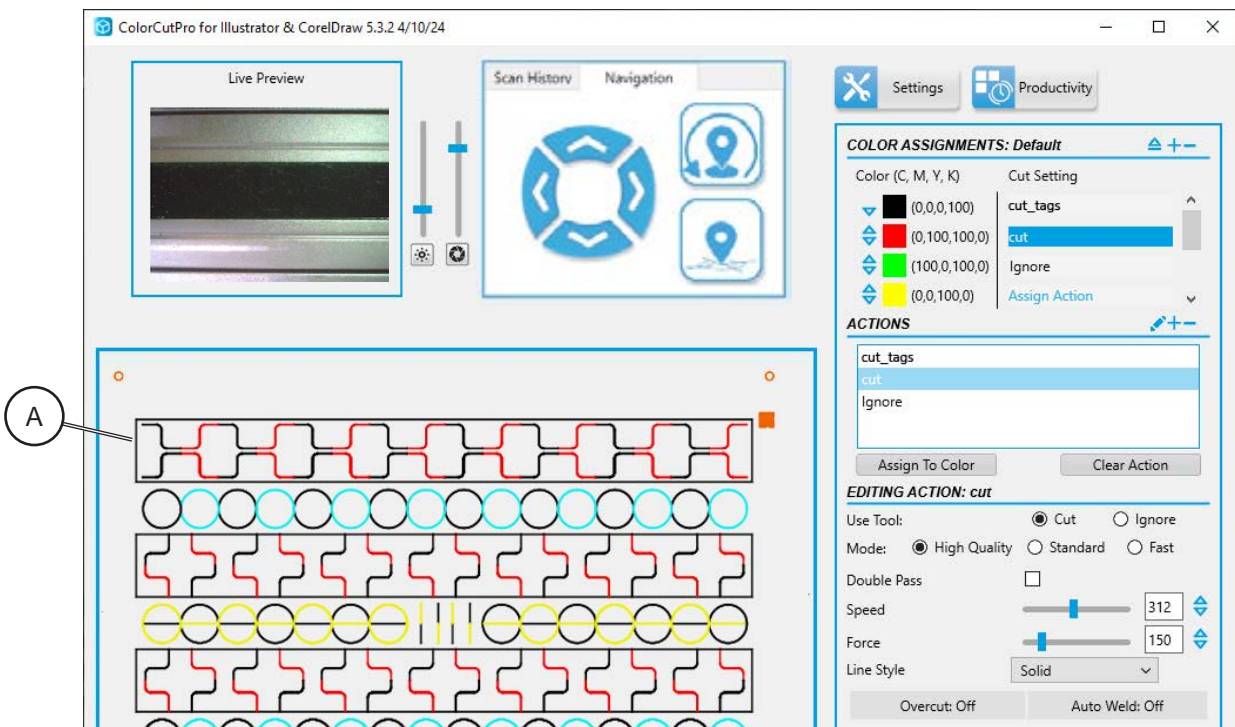 ColorCutPro for Illustrator & CorelDraw 5.3.2 4/10/24
Live Preview
Scan History Navigation
Settings Productivity
COLOR ASSIGNMENTS: Default
Color (C, M, Y, K) Cut Setting
(0,0,0,100) cut_tags
(0,100,100,0) cut
(100,0,100,0) Ignore
(0,0,100,0) Assign Action
ACTIONS
cut_tags
cut
Ignore
A
Assign To Color Clear Action
EDITING ACTION: cut
Use Tool: Cut Ignore
Mode: High Quality Standard Fast
Double Pass
Speed 312
Force 150
Line Style Solid
Overcut: Off Auto Weld: Off